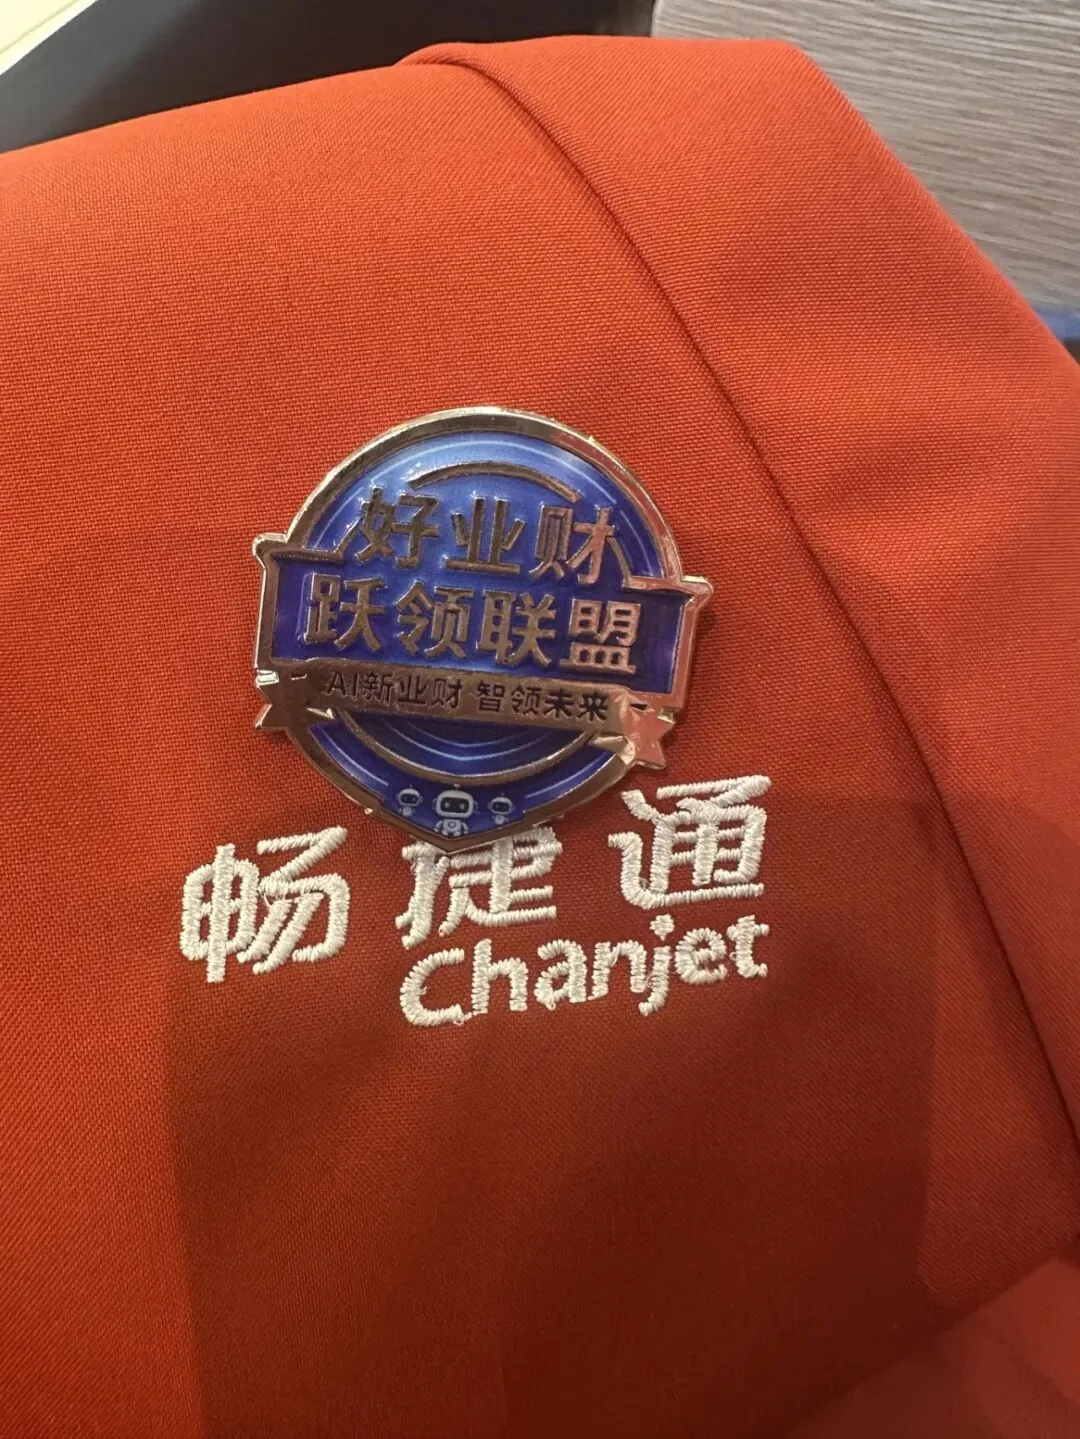 好业财
跃领联盟
AI新业财 智领未来
畅捷通
Chanjet